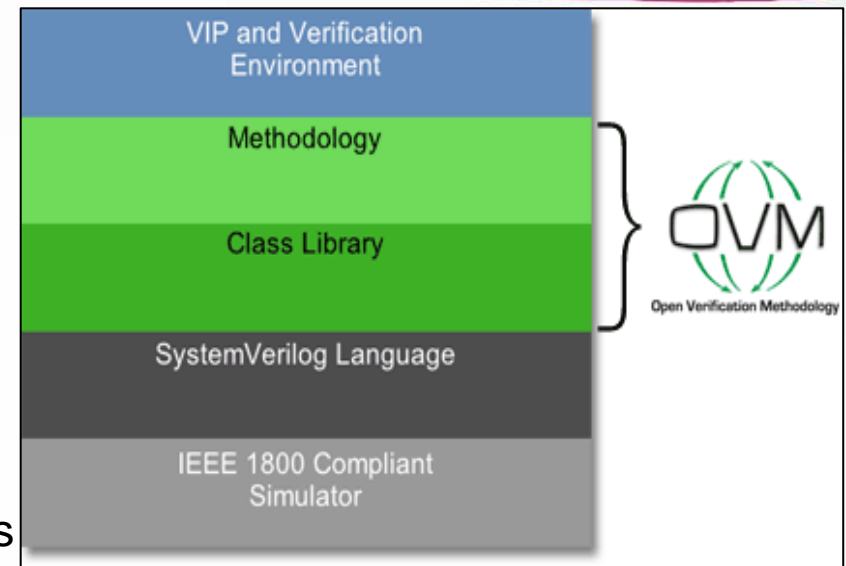 VIP and Verification
Environment
Methodology
Class Library
OVM
Open Verification Methodology
SystemVerilog Language
IEEE 1800 Compliant
Simulator
s